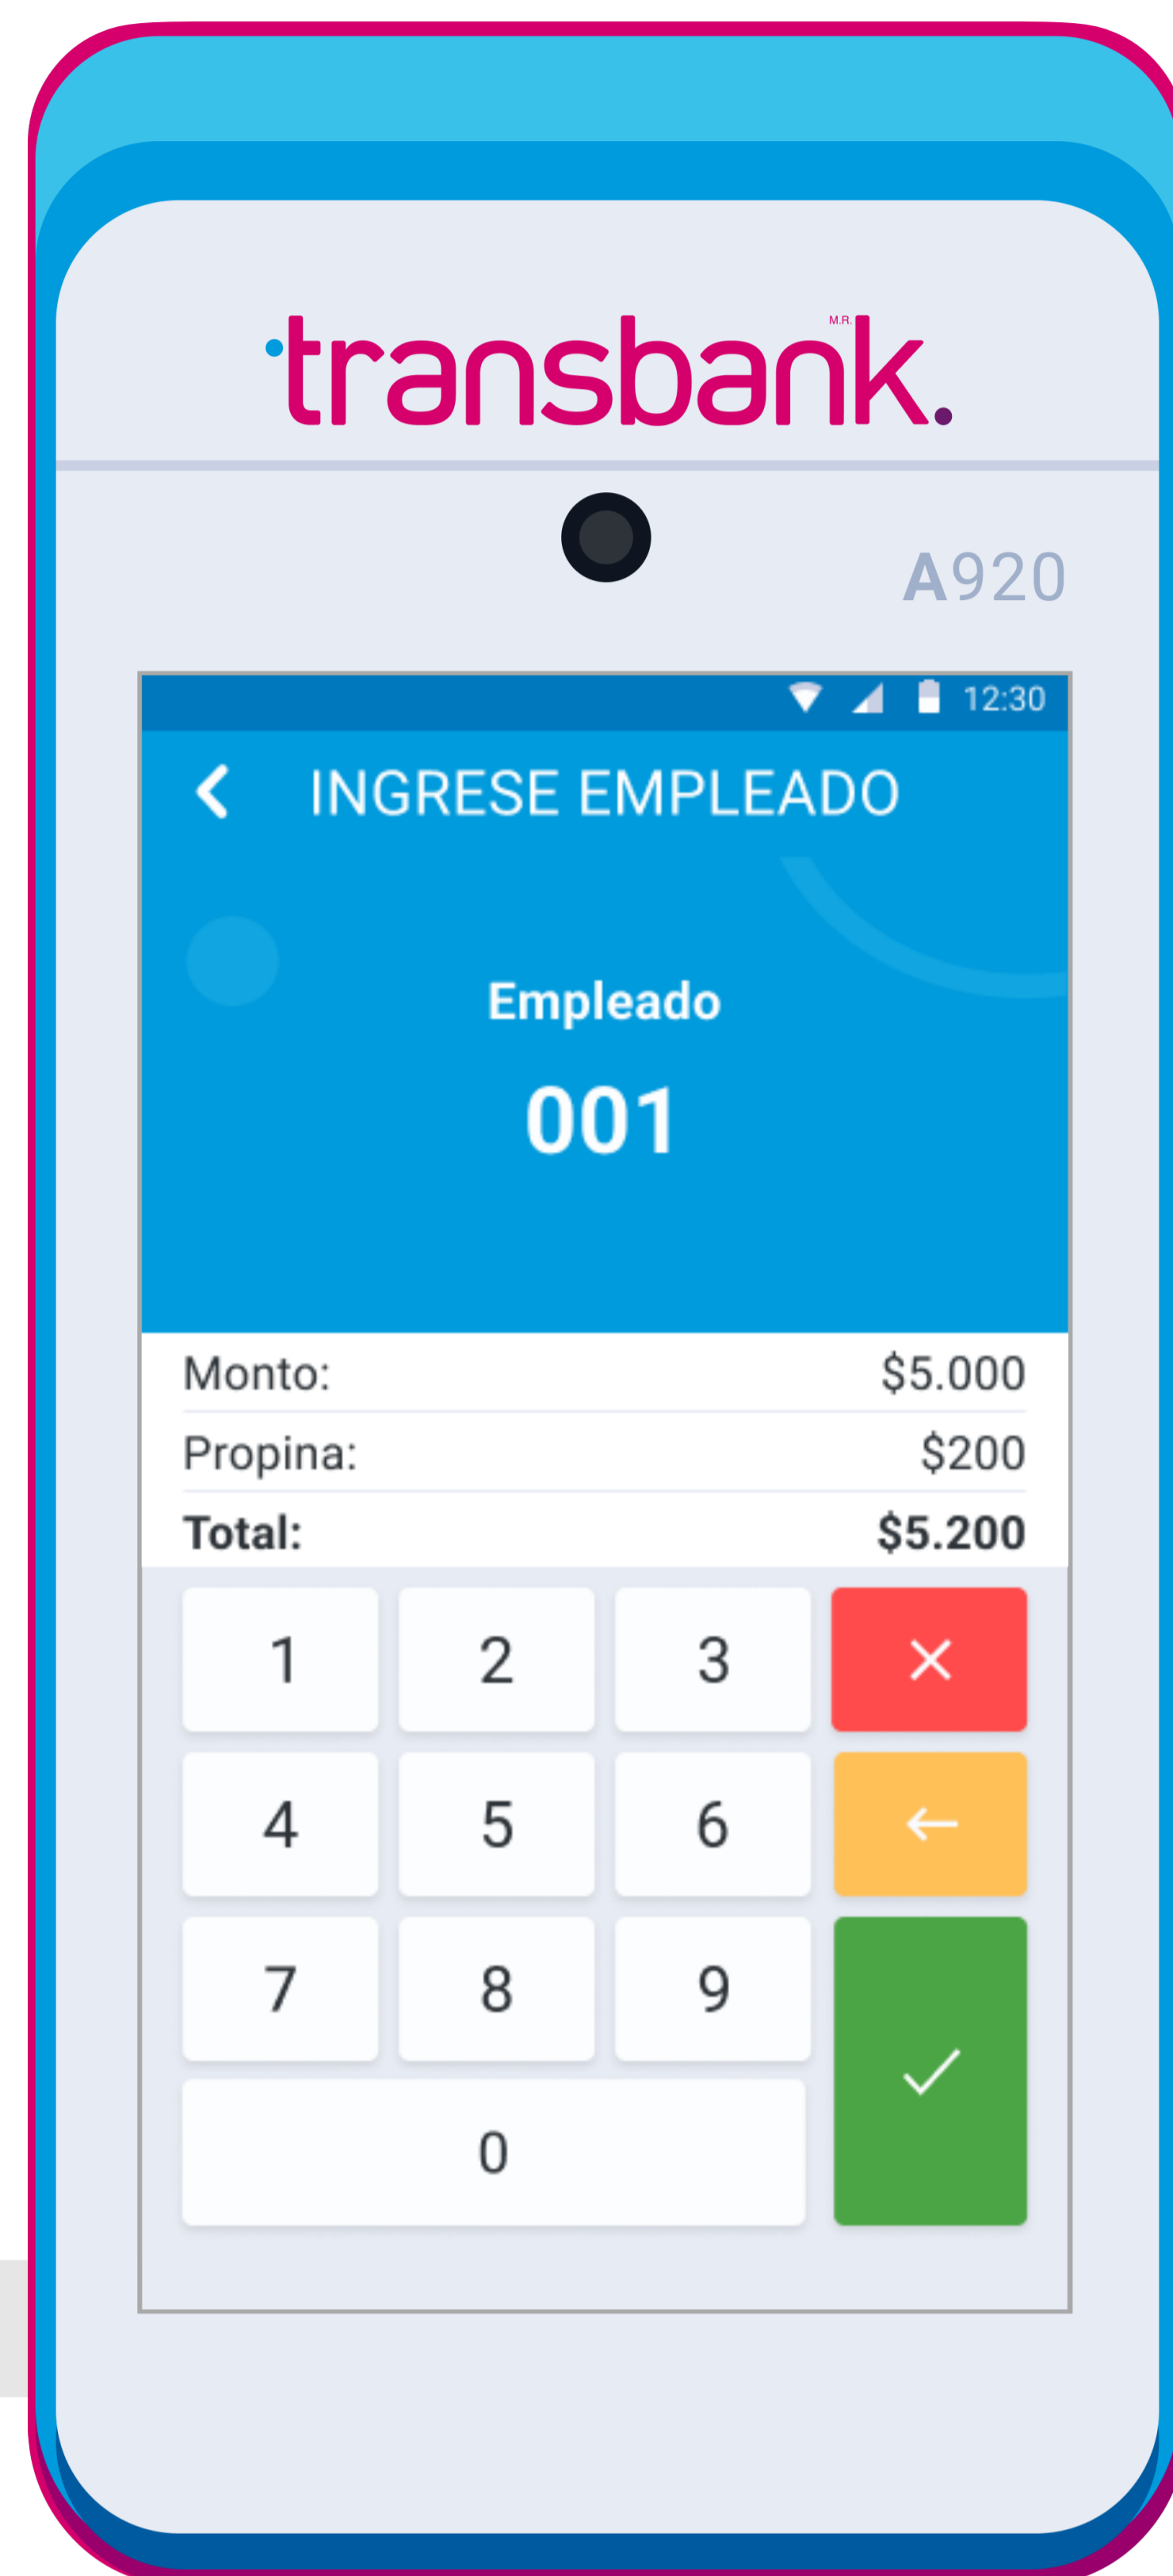 transbank.
M.R.
A920
12:30
INGRESE EMPLEADO
Empleado
001
Monto: $5.000
Propina: $200
Total: $5.200
1 2 3
4 5 6
7 8 9
0